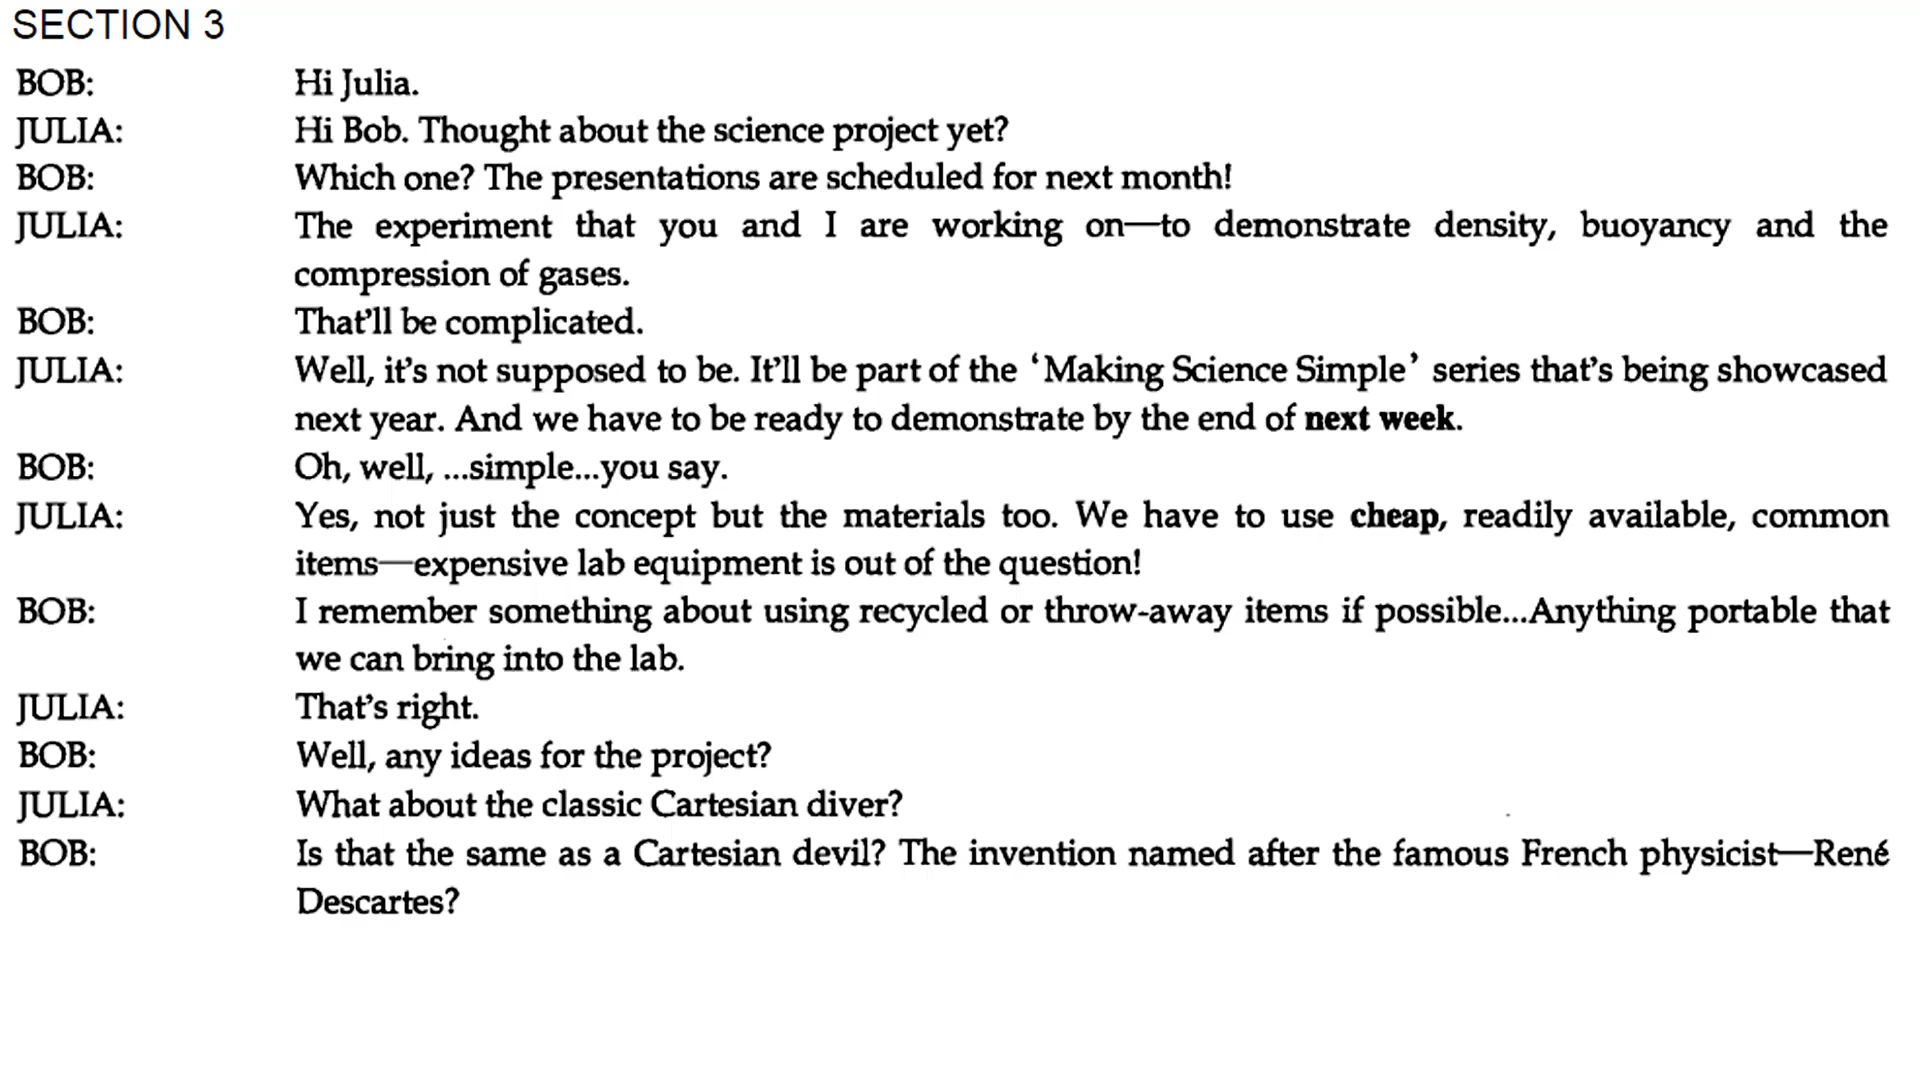 SECTION 3
BOB: Hi Julia.
JULIA: Hi Bob. Thought about the science project yet?
BOB: Which one? The presentations are scheduled for next month!
JULIA: The experiment that you and I are working on—to demonstrate density, buoyancy and the
compression of gases.
BOB: That'll be complicated.
JULIA: Well, it's not supposed to be. It'll be part of the ‘Making Science Simple’ series that's being showcased
next year. And we have to be ready to demonstrate by the end of next week.
BOB: Oh, well, ...simple...you say.
JULIA: Yes, not just the concept but the materials too. We have to use cheap, readily available, common
items—expensive lab equipment is out of the question!
BOB: I remember something about using recycled or throw-away items if possible...Anything portable that
we can bring into the lab.
JULIA: That's right.
BOB: Well, any ideas for the project?
JULIA: What about the classic Cartesian diver?
BOB: Is that the same as a Cartesian devil? The invention named after the famous French physicist—René
Descartes?